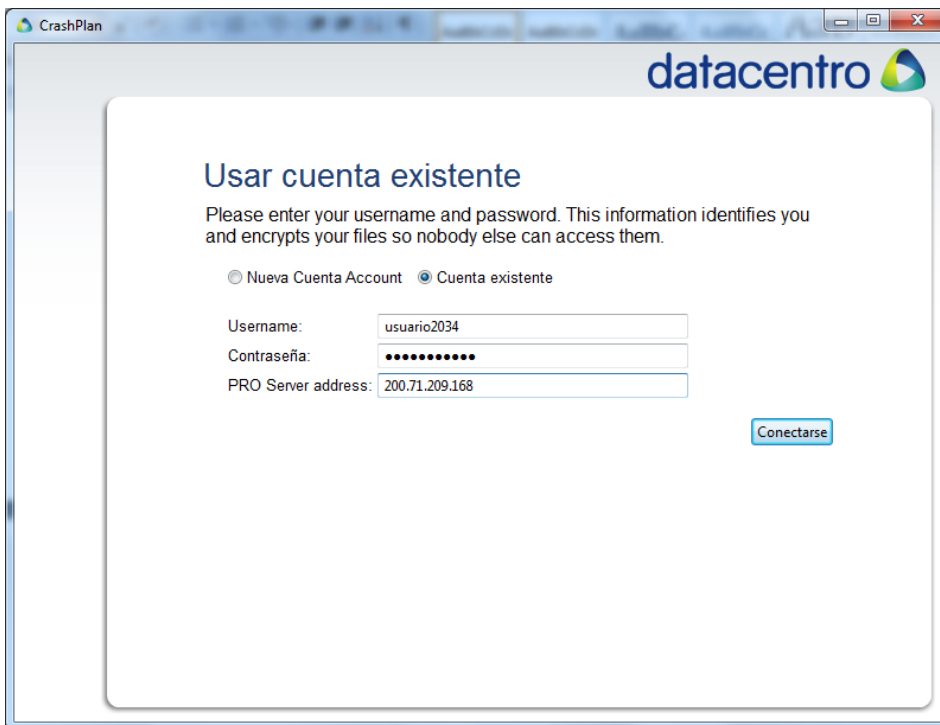 CrashPlan
datacentro
Usar cuenta existente
Please enter your username and password. This information identifies you
and encrypts your files so nobody else can access them.
Nueva Cuenta Account Cuenta existente
Username: usuario2034
Contraseña: •••••••••••
PRO Server address: 200.71.209.168
Conectarse